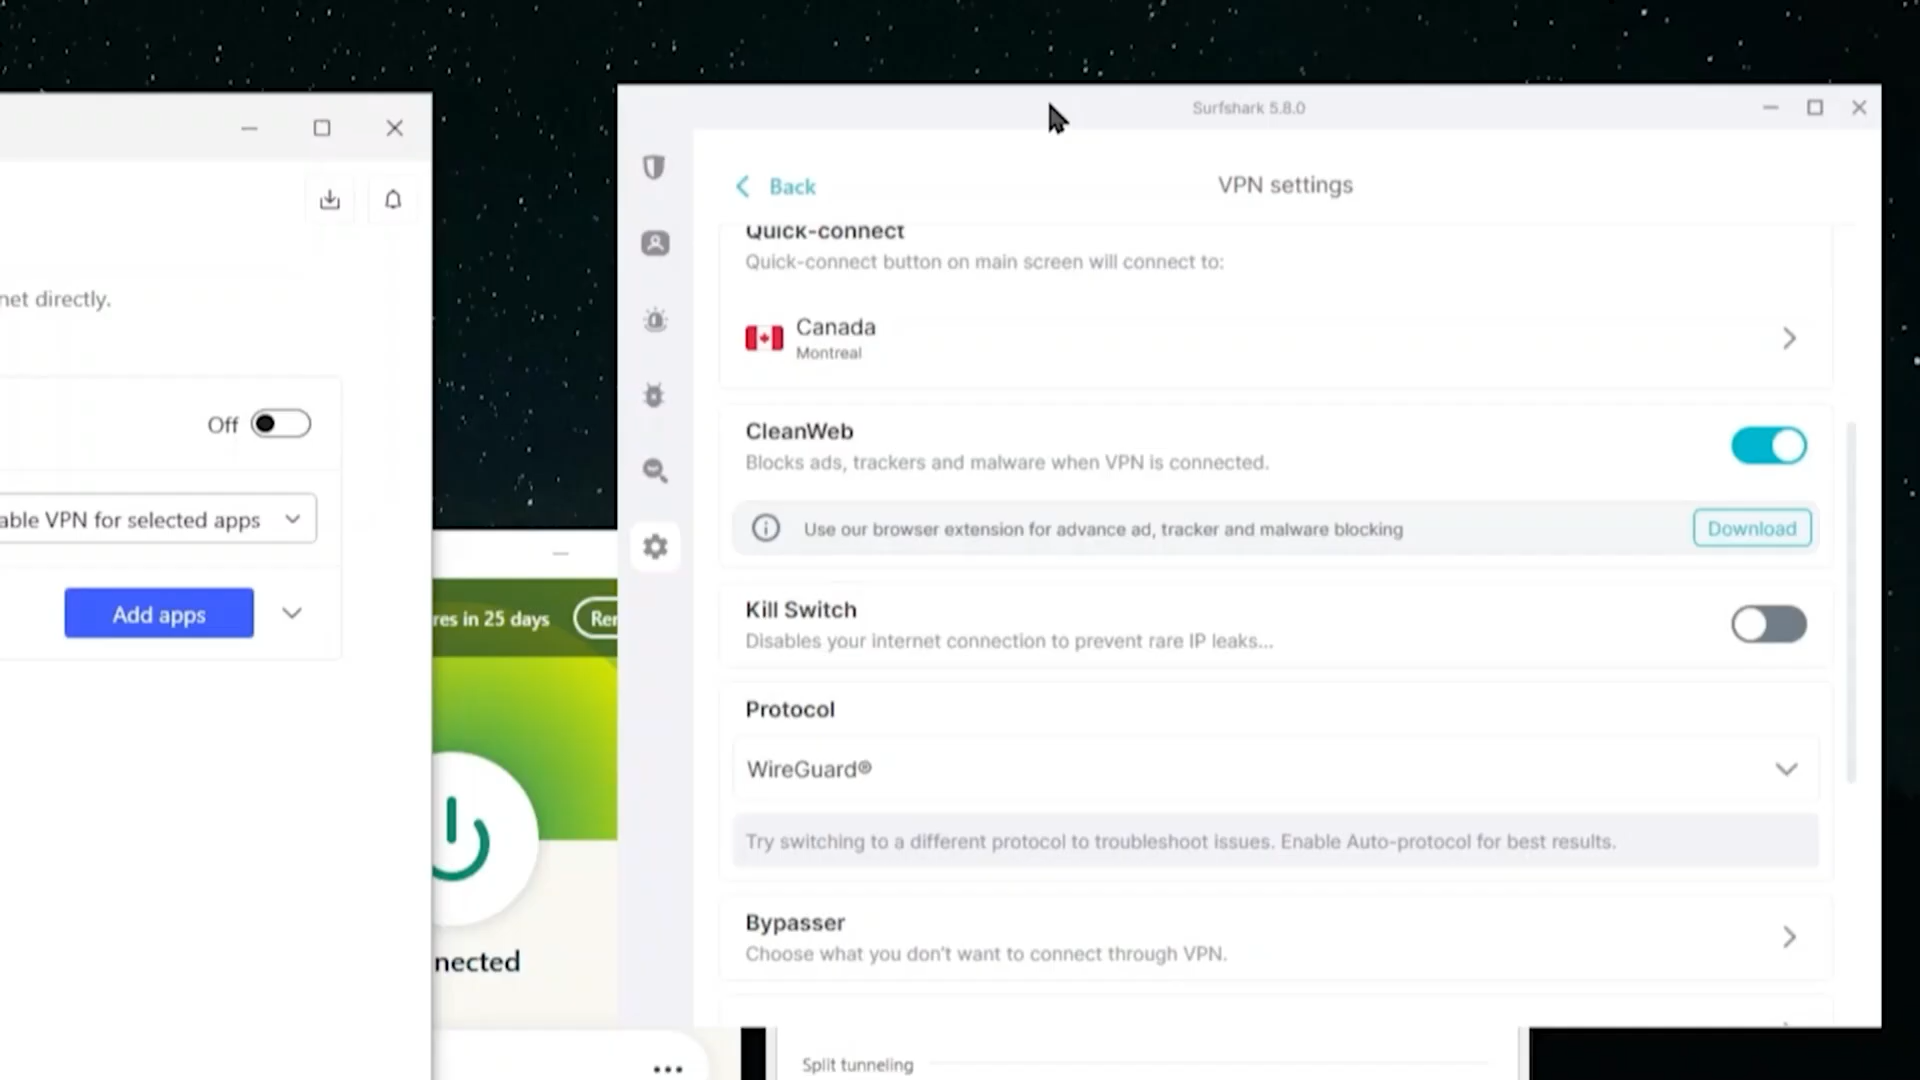 net directly.
Off
able VPN for selected apps
Add apps
res in 25 days
Ren
nected
Surfshark 5.8.0
Back
VPN settings
Quick-connect
Quick-connect button on main screen will connect to:
Canada
Montreal
CleanWeb
Blocks ads, trackers and malware when VPN is connected.
Use our browser extension for advance ad, tracker and malware blocking
Download
Kill Switch
Disables your internet connection to prevent rare IP leaks...
Protocol
WireGuard®
Try switching to a different protocol to troubleshoot issues. Enable Auto-protocol for best results.
Bypasser
Choose what you don't want to connect through VPN.
Split tunneling